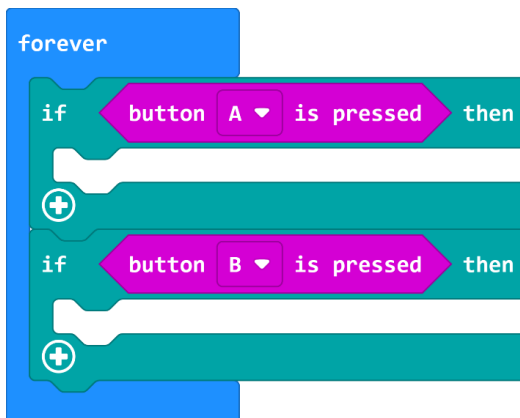 forever
if button A is pressed then
if button B is pressed then